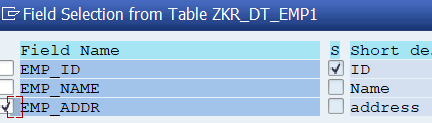 Field Selection from Table ZKR_DT_EMP1
Field Name S Short de
EMP_ID ID
EMP_NAME Name
EMP_ADDR address